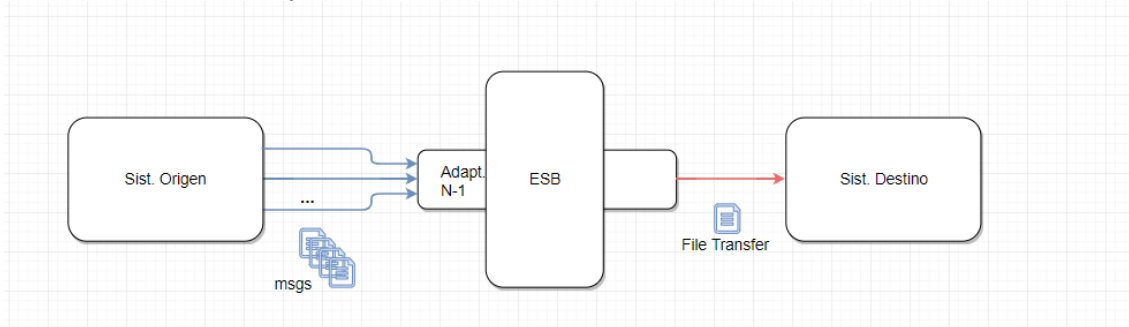 Sist. Origen
...
msgs
Adapt.
N-1
ESB
File Transfer
Sist. Destino